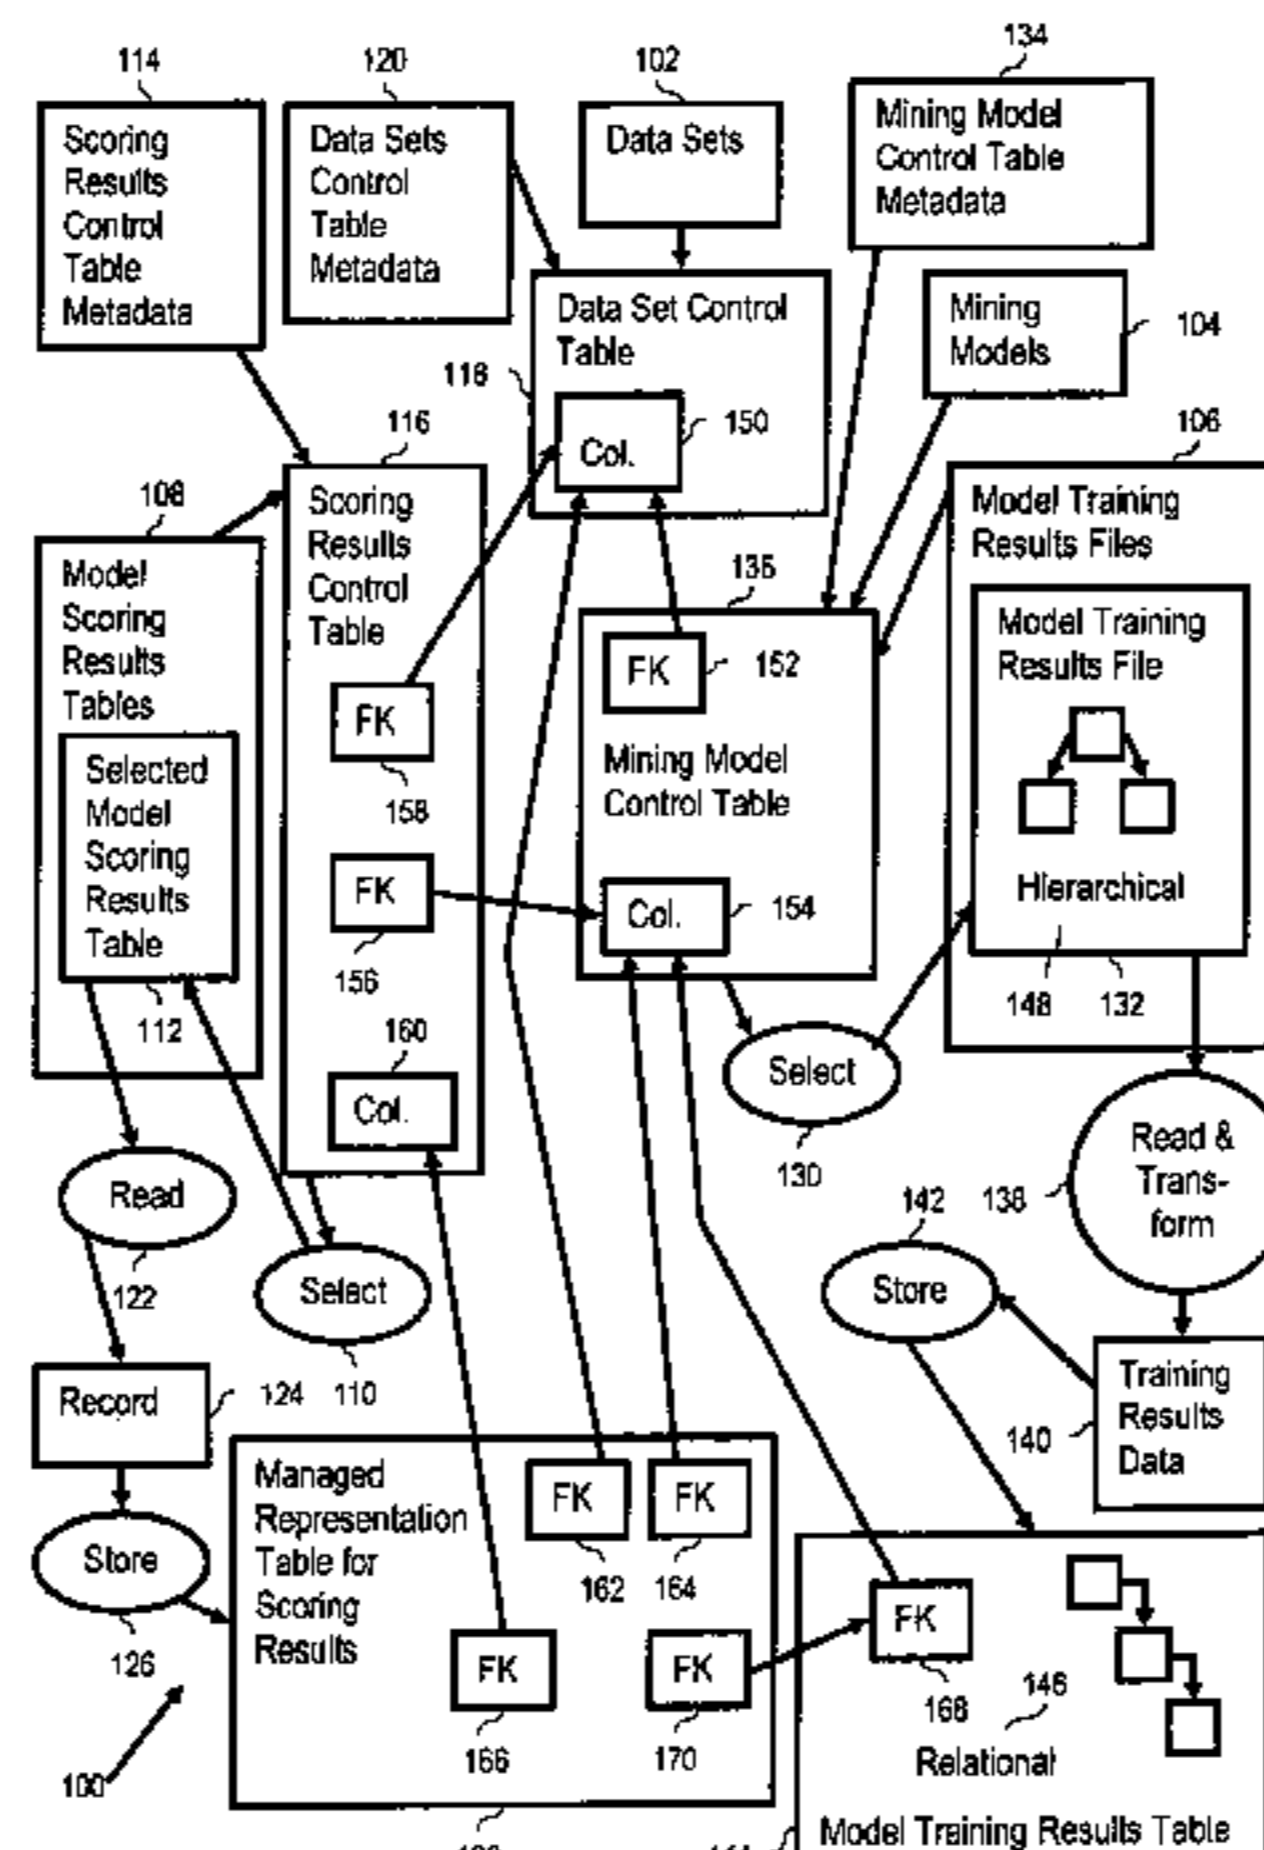 114
120
102
134
Scoring
Results
Control
Table
Metadata
Data Sets
Control
Table
Metadata
Data Sets
Mining Model
Control Table
Metadata
Data Set Control
Table
118
150
Col.
Mining
Models
104
116
106
108
Scoring
Results
Control
Table
Model Training
Results Files
Model
Scoring
Results
Tables
136
FK
152
Model Training
Results File
FK
158
Mining Model
Control Table
Selected
Model
Scoring
Results
Table
FK
156
Col.
154
Hierarchical
148
132
112
160
Col.
Select
130
Read &
Trans-
form
138
142
Read
122
Select
110
Store
Record
124
Training
Results
Data
140
Managed
Representation
Table for
Scoring
Results
FK
162
FK
164
Store
126
FK
166
FK
170
FK
168
146
Relational
100
Model Training Results Table